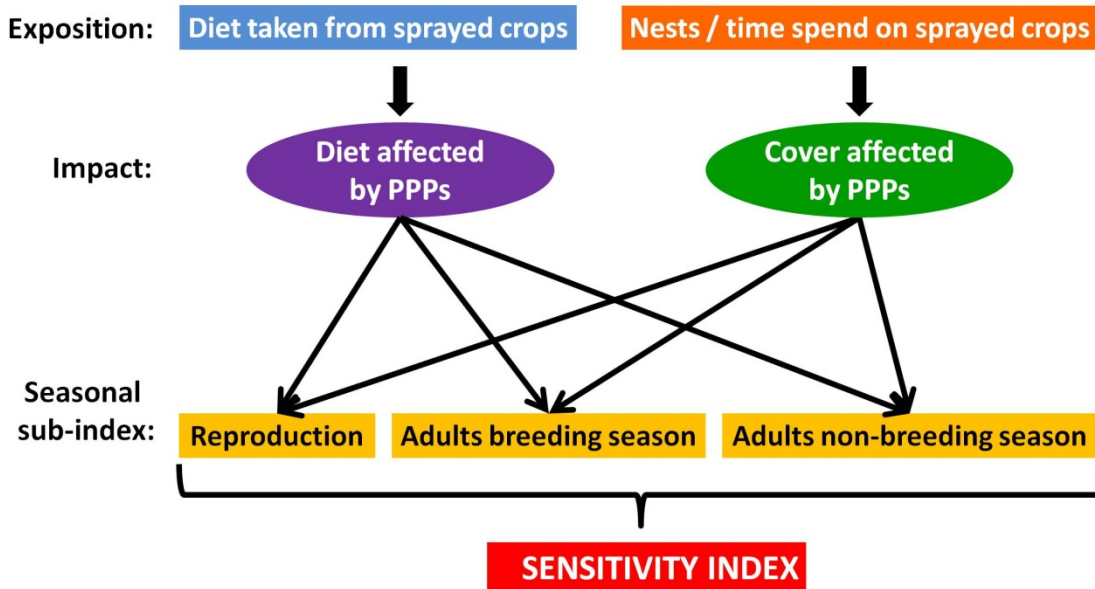 Exposition:
Diet taken from sprayed crops
Nests / time spend on sprayed crops
Impact:
Diet affected
by PPPs
Cover affected
by PPPs
Seasonal
sub-index:
Reproduction
Adults breeding season
Adults non-breeding season
SENSITIVITY INDEX